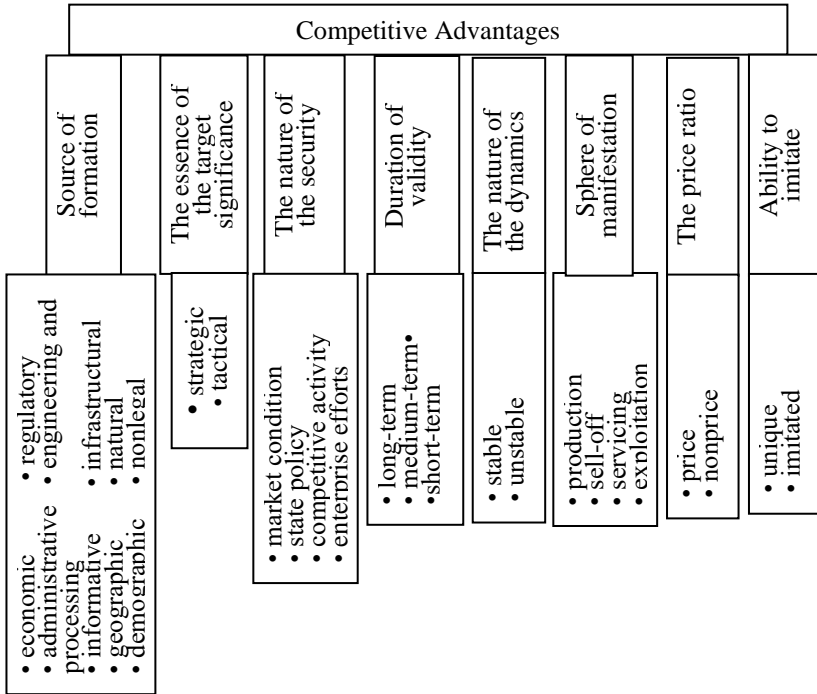 Competitive Advantages
Source of
formation
The essence of
the target
significance
The nature of
the security
Duration of
validity
The nature of
the dynamics
Sphere of
manifestation
The price ratio
Ability to
imitate
• economic • regulatory
• administrative • engineering and
processing
• informative • infrastructural
• geographic • natural
• demographic • nonlegal
• strategic
• tactical
• market condition
• state policy
• competitive activity
• enterprise efforts
• long-term
• medium-term•
•short-term
• stable
• unstable
• production
• sell-off
• servicing
• exploitation
• price
• nonprice
• unique
• imitated